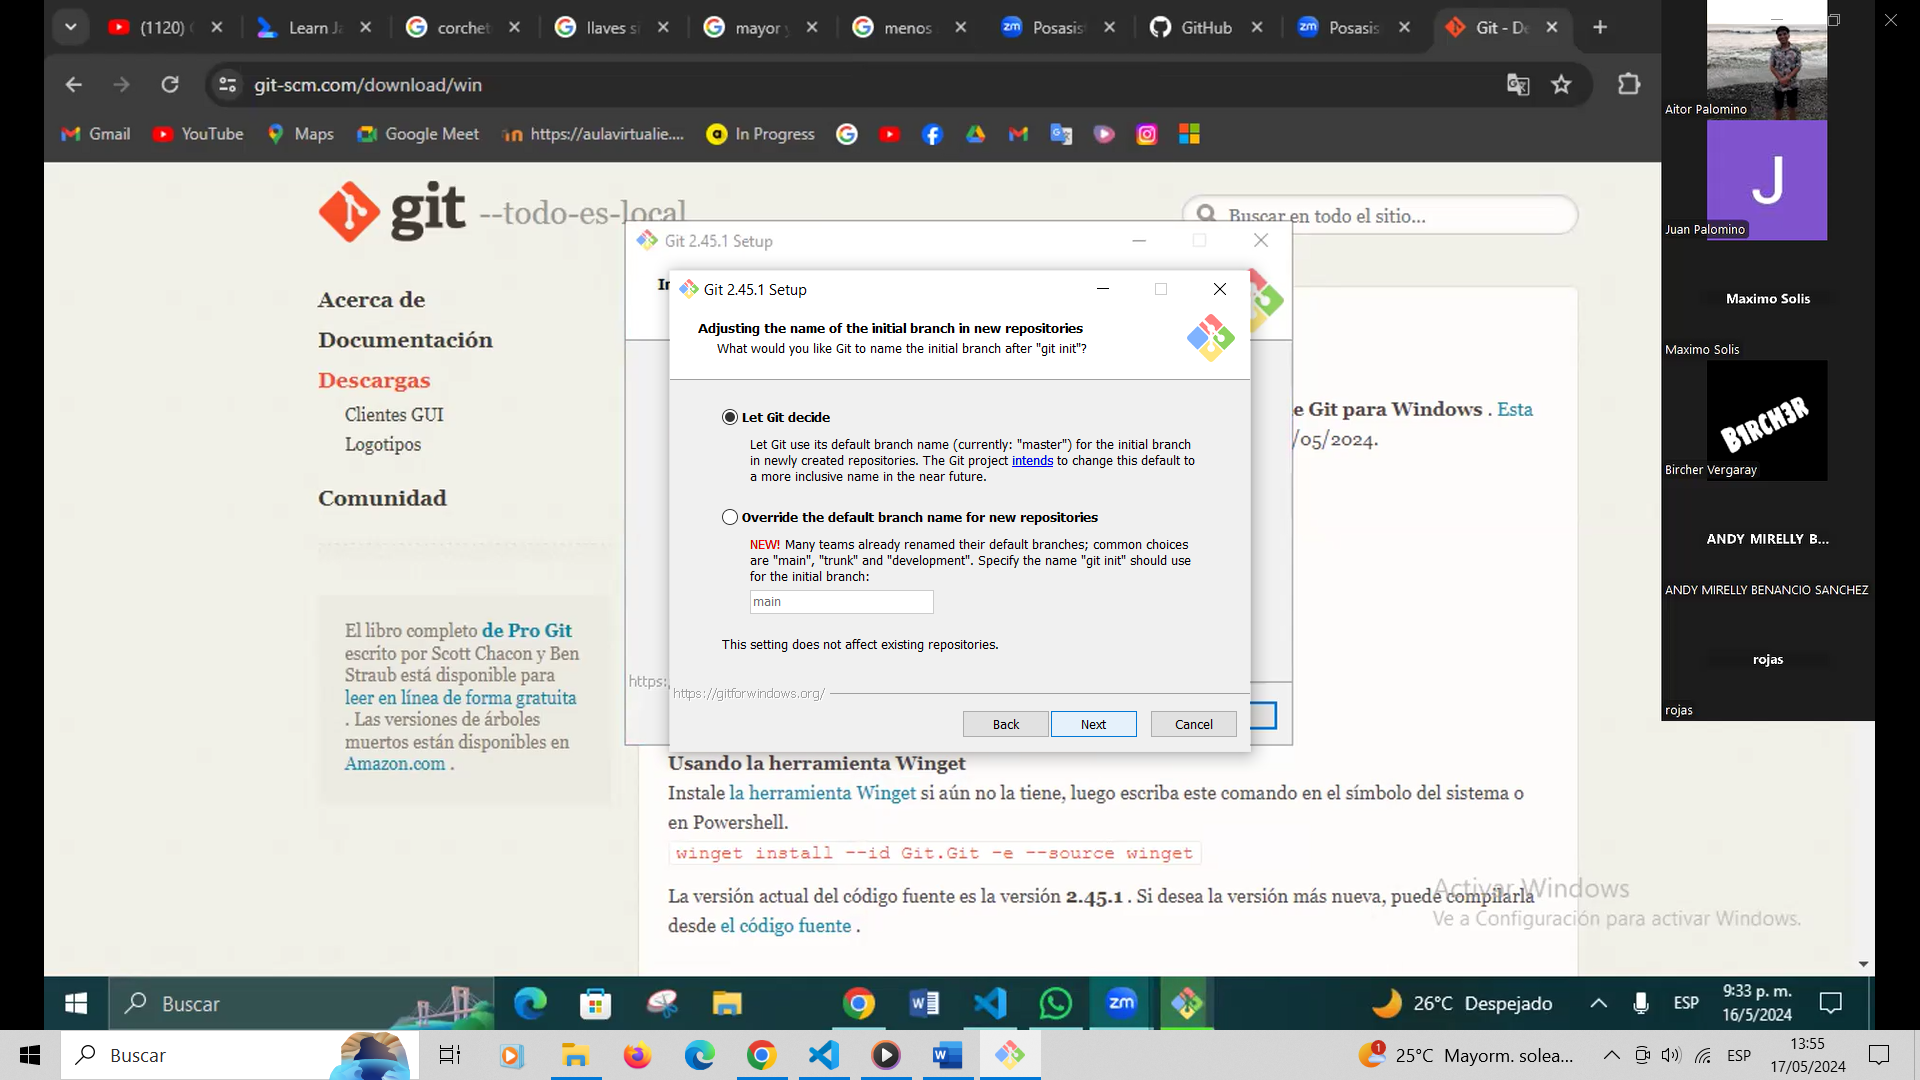 (1120)
Learn Ja
corchet
llaves si
mayor y
menos
Posasis
GitHub
Posasis
Git - De
git-scm.com/download/win
Gmail
YouTube
Maps
Google Meet
https://aulavirtualie....
In Progress
git --todo-es-local
Buscar en todo el sitio...
Acerca de
Documentación
Descargas
Clientes GUI
Logotipos
Comunidad
El libro completo de Pro Git
escrito por Scott Chacon y Ben
Straub está disponible para
leer en línea de forma gratuita
. Las versiones de árboles
muertos están disponibles en
Amazon.com .
Git 2.45.1 Setup
In
https:
e Git para Windows . Esta
/05/2024.
Git 2.45.1 Setup
Adjusting the name of the initial branch in new repositories
What would you like Git to name the initial branch after "git init"?
Let Git decide
Let Git use its default branch name (currently: "master") for the initial branch
in newly created repositories. The Git project intends to change this default to
a more inclusive name in the near future.
Override the default branch name for new repositories
NEW! Many teams already renamed their default branches; common choices
are "main", "trunk" and "development". Specify the name "git init" should use
for the initial branch:
main
This setting does not affect existing repositories.
https://gitforwindows.org/
Back
Next
Cancel
Usando la herramienta Winget
Instale la herramienta Winget si aún no la tiene, luego escriba este comando en el símbolo del sistema o
en Powershell.
winget install --id Git.Git -e --source winget
La versión actual del código fuente es la versión 2.45.1 . Si desea la versión más nueva, puede compilarla
desde el código fuente .
Activar Windows
Ve a Configuración para activar Windows.
Aitor Palomino
J
Juan Palomino
Maximo Solis
Maximo Solis
B1RCH3R
Bircher Vergaray
ANDY MIRELLY B...
ANDY MIRELLY BENANCIO SANCHEZ
rojas
rojas
Buscar
zm
26°C Despejado
ESP
9:33 p. m.
16/5/2024
Buscar
1
25°C Mayorm. solea...
ESP
13:55
17/05/2024